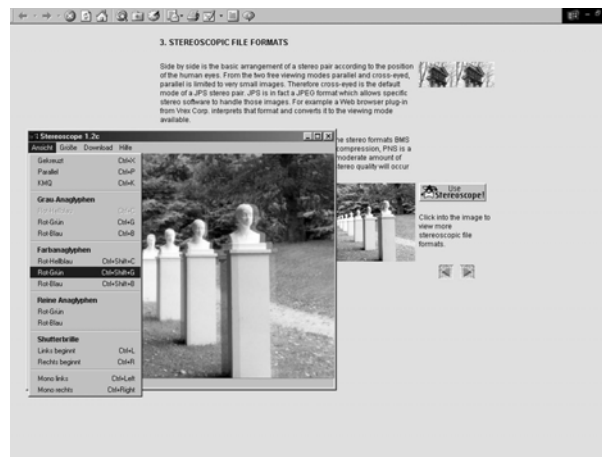 3. STEREOSCOPIC FILE FORMATS
Side by side is the basic arrangement of a stereo pair according to the position
of the human eyes. From the two free viewing modes parallel and cross-eyed,
parallel is limited to very small images. Therefore cross-eyed is the default
mode of a JPS stereo pair. JPS is in fact a JPEG format which allows specific
stereo software to handle those images. For example a Web browser plug-in
from Vrex Corp. interprets that format and converts it to the viewing mode
available.
he stereo formats BMS
compression, PNS is a
moderate amount of
tereo quality will occur
Use
Stereoscope!
Click into the image to
view more
stereoscopic file
formats.
Stereoscope 1.2c
Ansicht Größe Download Hilfe
Gekreuzt Ctrl+X
Parallel Ctrl+P
KMQ Ctrl+K
Grau-Anaglyphen
Rot-Hellblau Ctrl+C
Rot-Grün Ctrl+G
Rot-Blau Ctrl+B
Farbanaglyphen
Rot-Hellblau Ctrl+Shift+C
Rot-Grün Ctrl+Shift+G
Rot-Blau Ctrl+Shift+B
Reine Anaglyphen
Rot-Grün
Rot-Blau
Shutterbrille
Links beginnt Ctrl+L
Rechts beginnt Ctrl+R
Mono links Ctrl+Left
Mono rechts Ctrl+Right